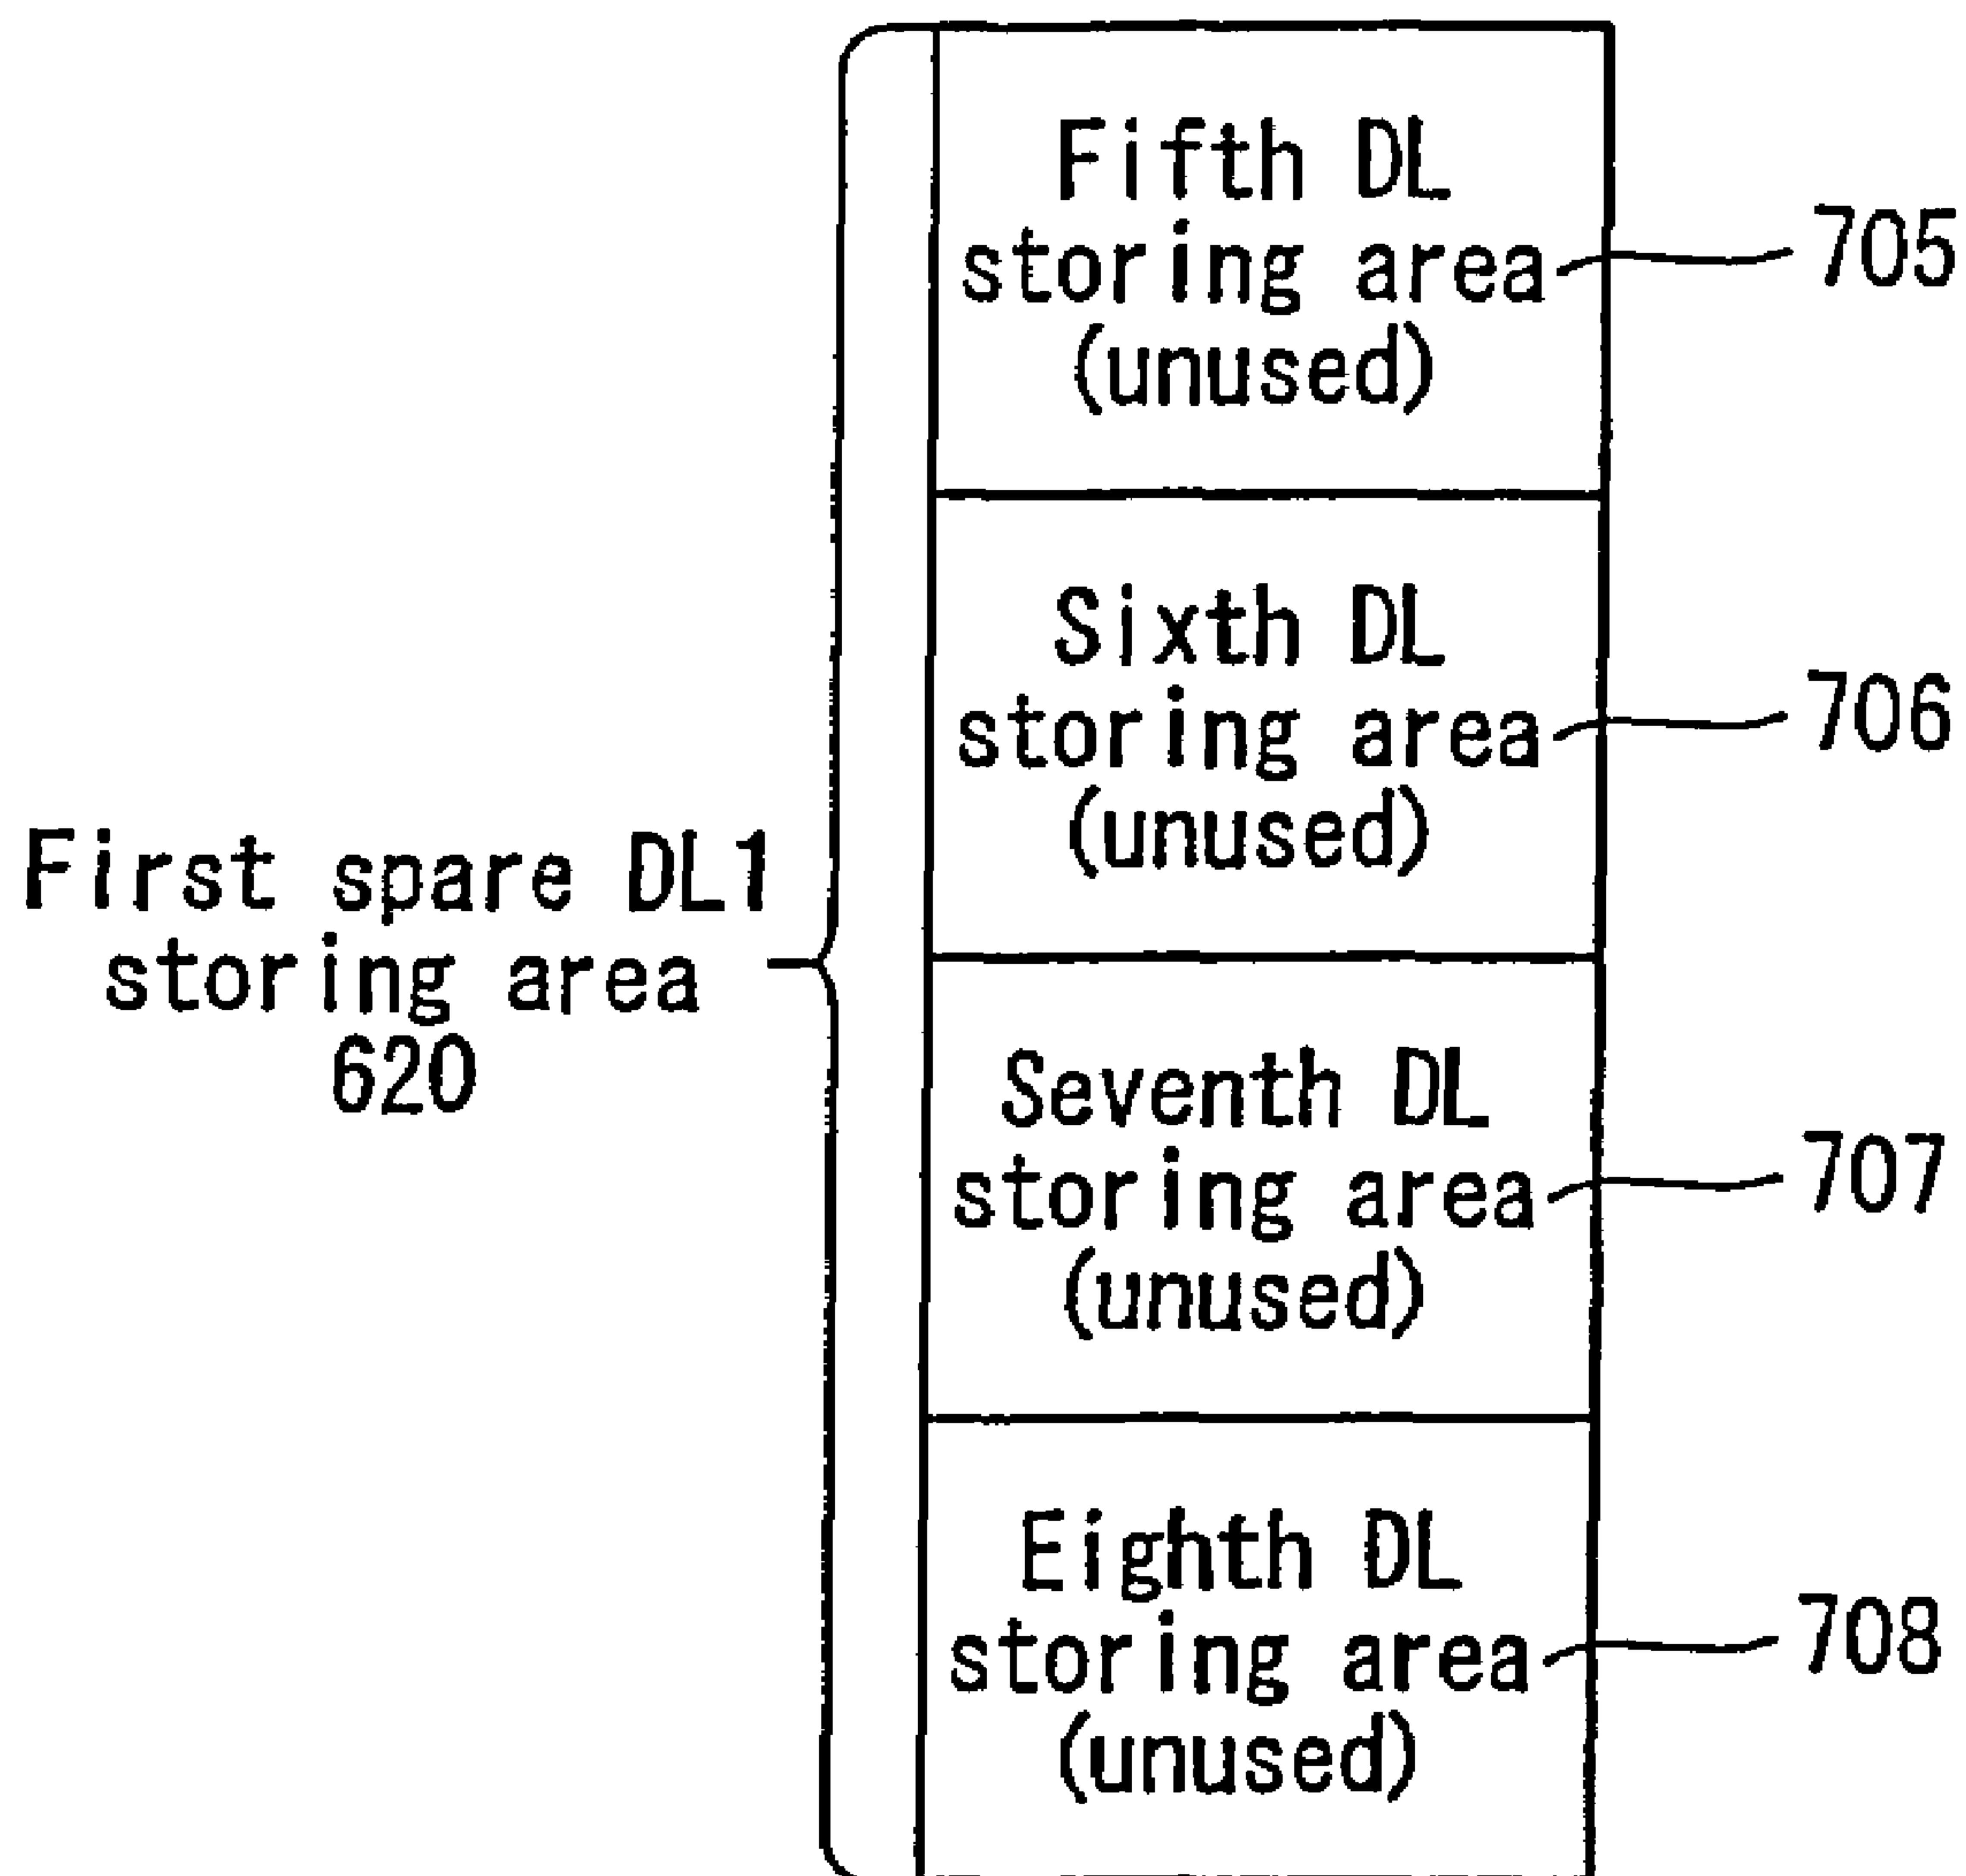 Fifth DL
storing area
(unused)
705
Sixth DL
storing area
(unused)
706
First spare DL1
storing area
620
Seventh DL
storing area
(unused)
707
Eighth DL
storing area
(unused)
708